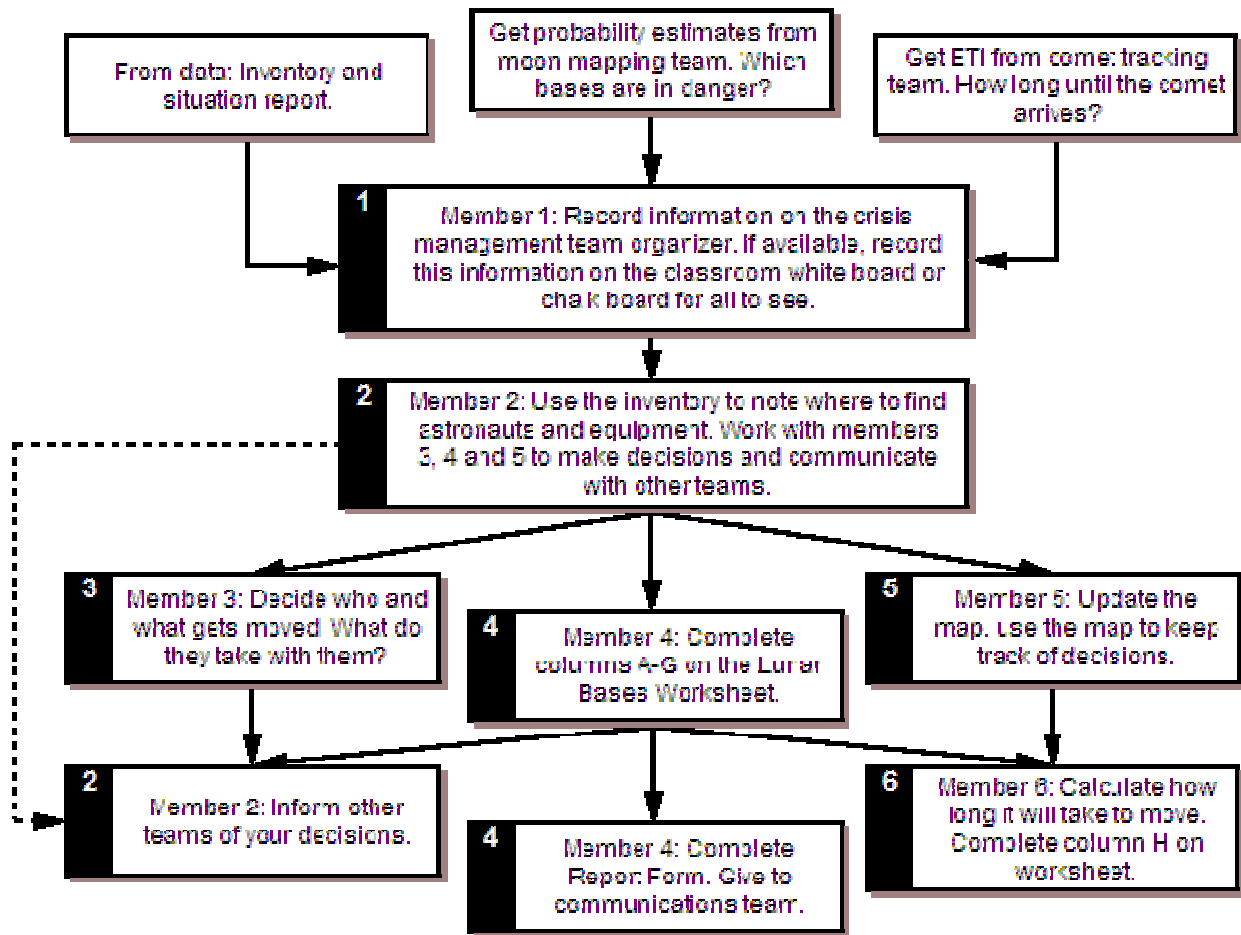 From data: Inventory and
situation report.
Get probability estimates from
moon mapping team. Which
bases are in danger?
Get ETI from comet tracking
team. How long until the comet
arrives?
1
Member 1: Record information on the crisis
management team organizer. If available, record
this information on the classroom white board or
chalk board for all to see.
2
Member 2: Use the inventory to note where to find
astronauts and equipment. Work with members
3, 4 and 5 to make decisions and communicate
with other teams.
3
Member 3: Decide who and
what gets moved. What do
they take with them?
4
Member 4: Complete
columns A-G on the Lunar
Bases Worksheet.
5
Member 5: Update the
map. use the map to keep
track of decisions.
2
Member 2: Inform other
teams of your decisions.
4
Member 4: Complete
Report Form. Give to
communications team.
6
Member 6: Calculate how
long it will take to move.
Complete column H on
worksheet.